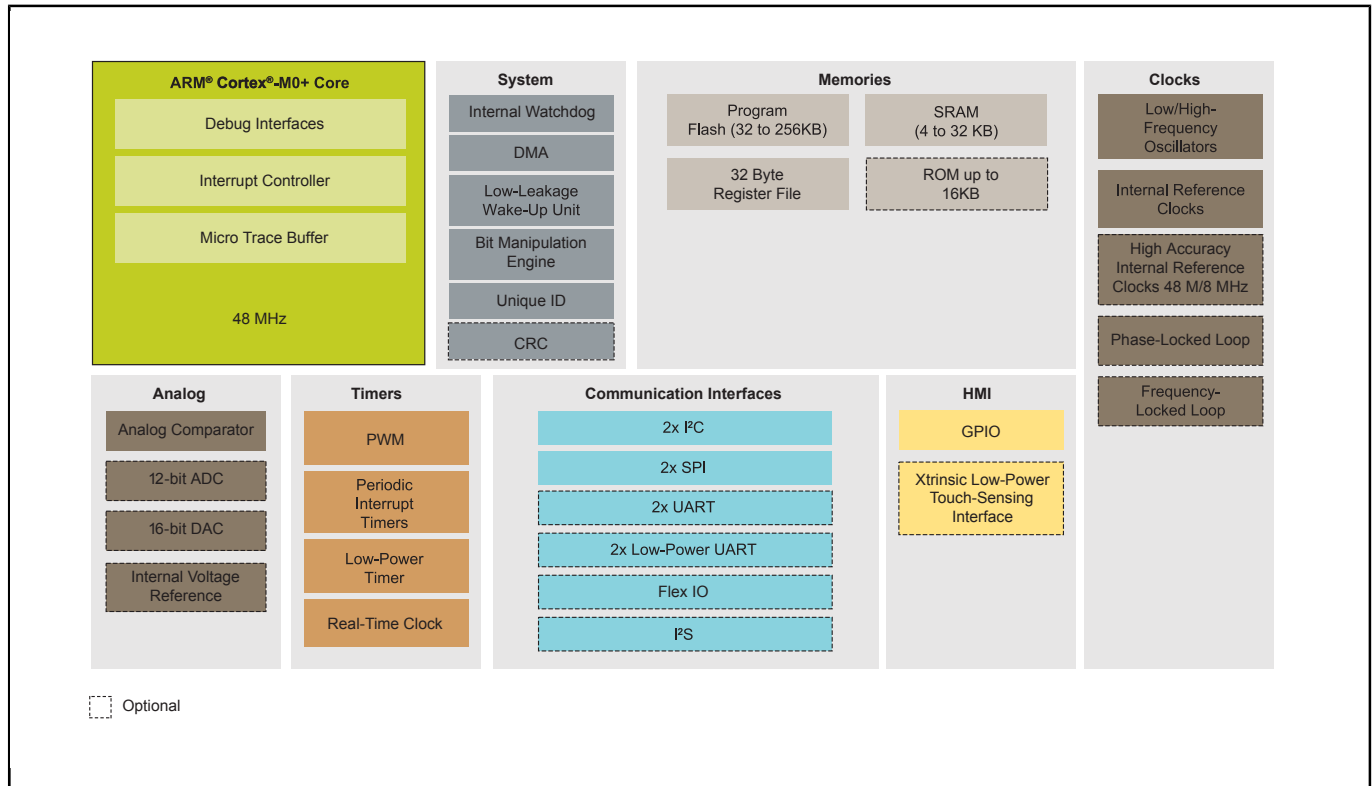 ARM® Cortex®-M0+ Core
Debug Interfaces
Interrupt Controller
Micro Trace Buffer
48 MHz
System
Internal Watchdog
DMA
Low-Leakage
Wake-Up Unit
Bit Manipulation
Engine
Unique ID
CRC
Memories
Program
Flash (32 to 256KB)
SRAM
(4 to 32 KB)
32 Byte
Register File
ROM up to
16KB
Clocks
Low/High-
Frequency
Oscillators
Internal Reference
Clocks
High Accuracy
Internal Reference
Clocks 48 M/8 MHz
Phase-Locked Loop
Frequency-
Locked Loop
Analog
Analog Comparator
12-bit ADC
16-bit DAC
Internal Voltage
Reference
Timers
PWM
Periodic
Interrupt
Timers
Low-Power
Timer
Real-Time Clock
Communication Interfaces
2x I²C
2x SPI
2x UART
2x Low-Power UART
Flex IO
I²S
HMI
GPIO
Xtrinsic Low-Power
Touch-Sensing
Interface
Optional